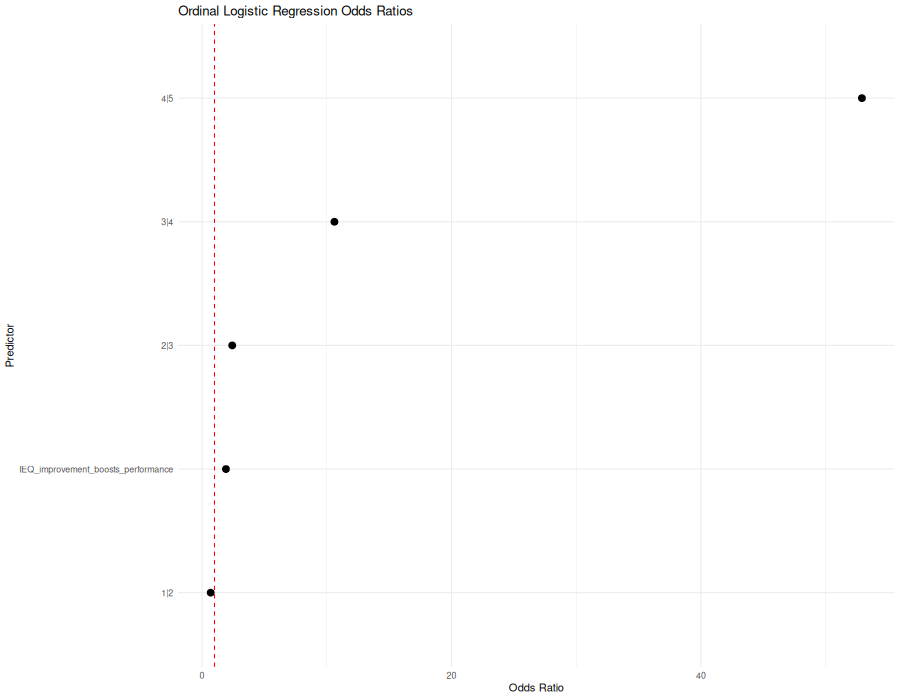 Ordinal Logistic Regression Odds Ratios
4|5
3|4
2|3
IEQ_improvement_boosts_performance
1|2
Predictor
0
20
40
Odds Ratio